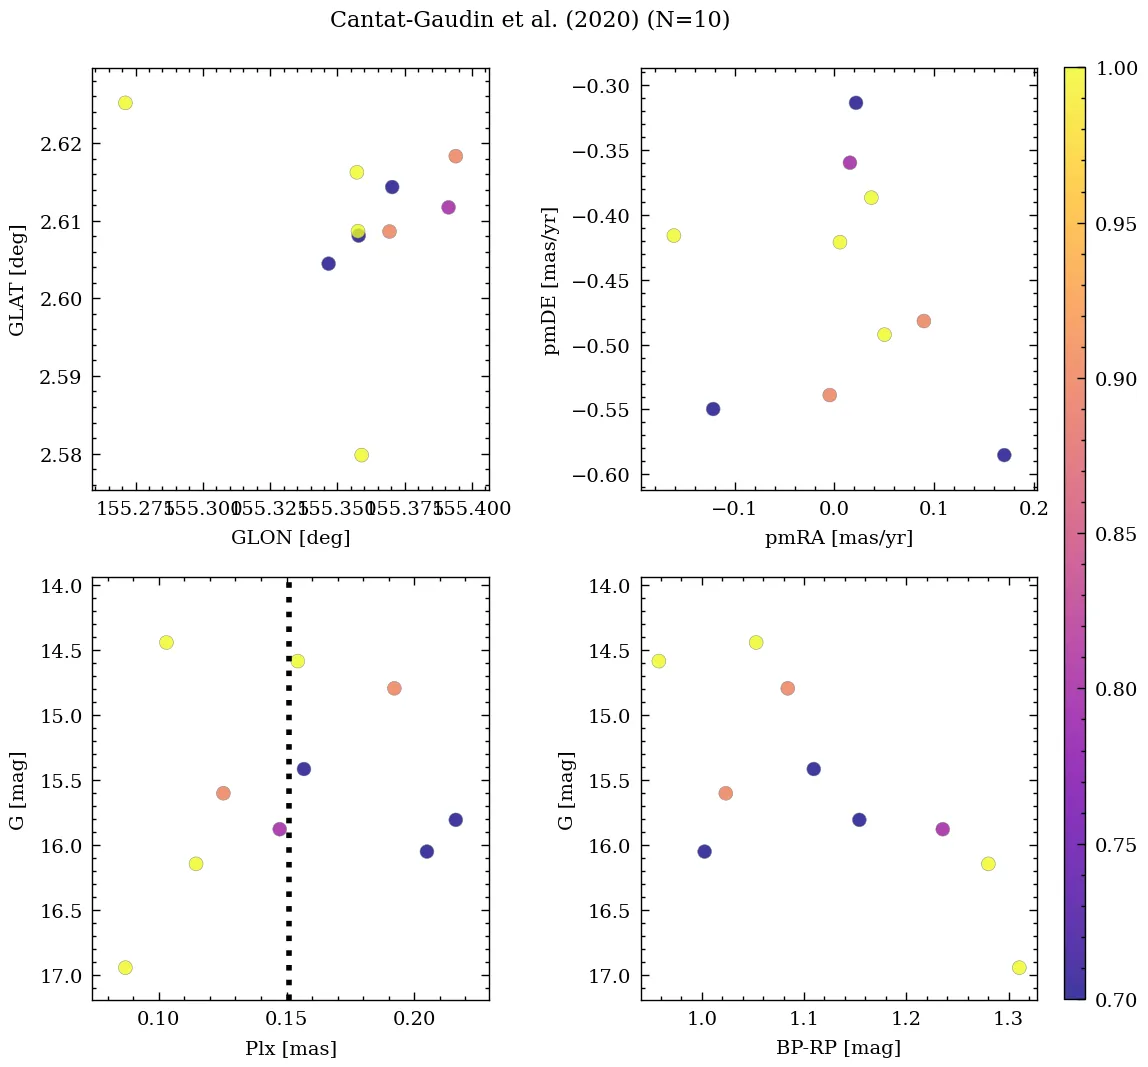 Cantat-Gaudin et al. (2020) (N=10)
2.62
2.61
2.60
2.59
2.58
GLAT [deg]
155.275 155.300 155.325 155.350 155.375 155.400
GLON [deg]
−0.30
−0.35
−0.40
−0.45
−0.50
−0.55
−0.60
pmDE [mas/yr]
−0.1 0.0 0.1 0.2
pmRA [mas/yr]
14.0
14.5
15.0
15.5
16.0
16.5
17.0
G [mag]
0.10 0.15 0.20
Plx [mas]
14.0
14.5
15.0
15.5
16.0
16.5
17.0
G [mag]
1.0 1.1 1.2 1.3
BP-RP [mag]
1.00
0.95
0.90
0.85
0.80
0.75
0.70